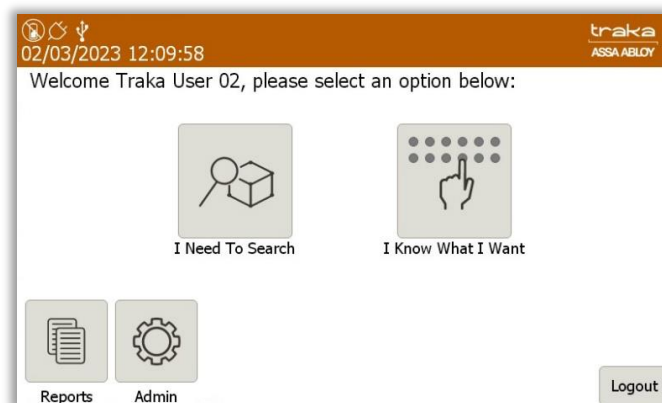 traka
ASSA ABLOY
02/03/2023 12:09:58
Welcome Traka User 02, please select an option below:
I Need To Search
I Know What I Want
Reports
Admin
Logout